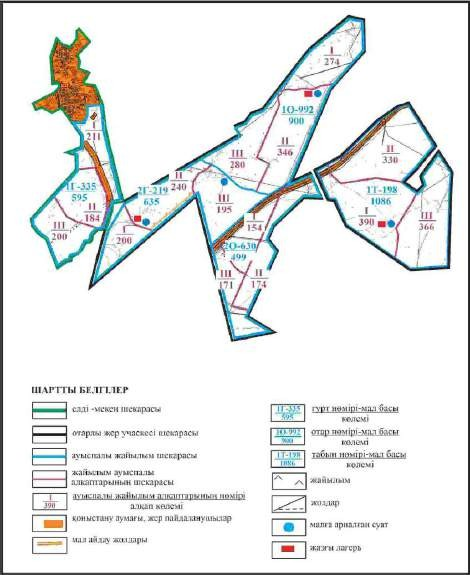 I
274
1О-992
900
III
280
II
346
I
211
II
330
1Г-335
595
1Г-219
635
II
240
1Т-198
1086
II
184
III
195
III
200
I
200
I
154
I
390
III
366
2О-630
499
III
171
II
174
ШАРТТЫ БЕЛГІЛЕР
елді -мекен шекарасы
отарлы жер учаскесі шекарасы
ауыспалы жайылым шекарасы
жайылым ауыспалы
алқаптарының шекарасы
I
390
ауыспалы жайылым алқаптарының нөмірі
алқап көлемі
қоныстану аумағы, жер пайдаланушылар
мал айдау жолдары
1Г-335
595
гурт нөмірі-мал басы
көлемі
1О-992
900
отар нөмірі-мал басы
көлемі
1Т-198
1086
табын нөмірі-мал басы
көлемі
жайылым
жолдар
малға арналған суат
жазғы лагерь